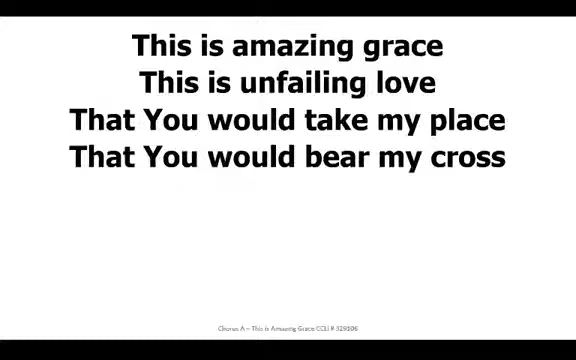 This is amazing grace
This is unfailing love
That You would take my place
That You would bear my cross
Chorus A – This is Amazing Grace CCLI # 329106